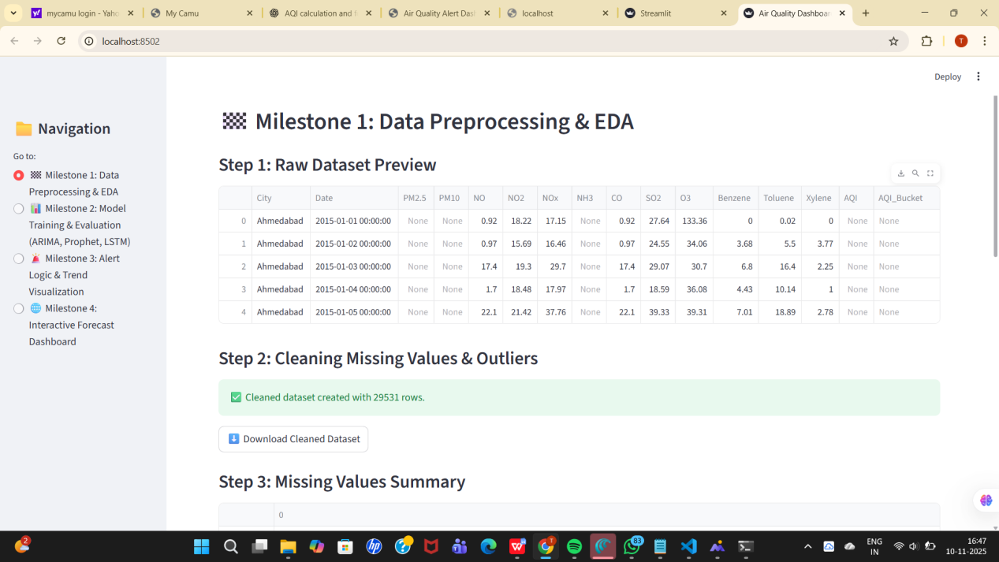 mycamu login - Yaho
My Camu
AQI calculation and f
Air Quality Alert Das
localhost
Streamlit
Air Quality Dashboar
localhost:8502
T
Deploy
Navigation
Go to:
Milestone 1: Data
Preprocessing & EDA
Milestone 2: Model
Training & Evaluation
(ARIMA, Prophet, LSTM)
Milestone 3: Alert
Logic & Trend
Visualization
Milestone 4:
Interactive Forecast
Dashboard
Milestone 1: Data Preprocessing & EDA
Step 1: Raw Dataset Preview
City Date PM2.5 PM10 NO NO2 NOx NH3 CO SO2 O3 Benzene Toluene Xylene AQI AQI_Bucket
0 Ahmedabad 2015-01-01 00:00:00 None None 0.92 18.22 17.15 None 0.92 27.64 133.36 0 0.02 0 None None
1 Ahmedabad 2015-01-02 00:00:00 None None 0.97 15.69 16.46 None 0.97 24.55 34.06 3.68 5.5 3.77 None None
2 Ahmedabad 2015-01-03 00:00:00 None None 17.4 19.3 29.7 None 17.4 29.07 30.7 6.8 16.4 2.25 None None
3 Ahmedabad 2015-01-04 00:00:00 None None 1.7 18.48 17.97 None 1.7 18.59 36.08 4.43 10.14 1 None None
4 Ahmedabad 2015-01-05 00:00:00 None None 22.1 21.42 37.76 None 22.1 39.33 39.31 7.01 18.89 2.78 None None
Step 2: Cleaning Missing Values & Outliers
Cleaned dataset created with 29531 rows.
Download Cleaned Dataset
Step 3: Missing Values Summary
0
2
hp
T
83
ENG
IN
16:47
10-11-2025